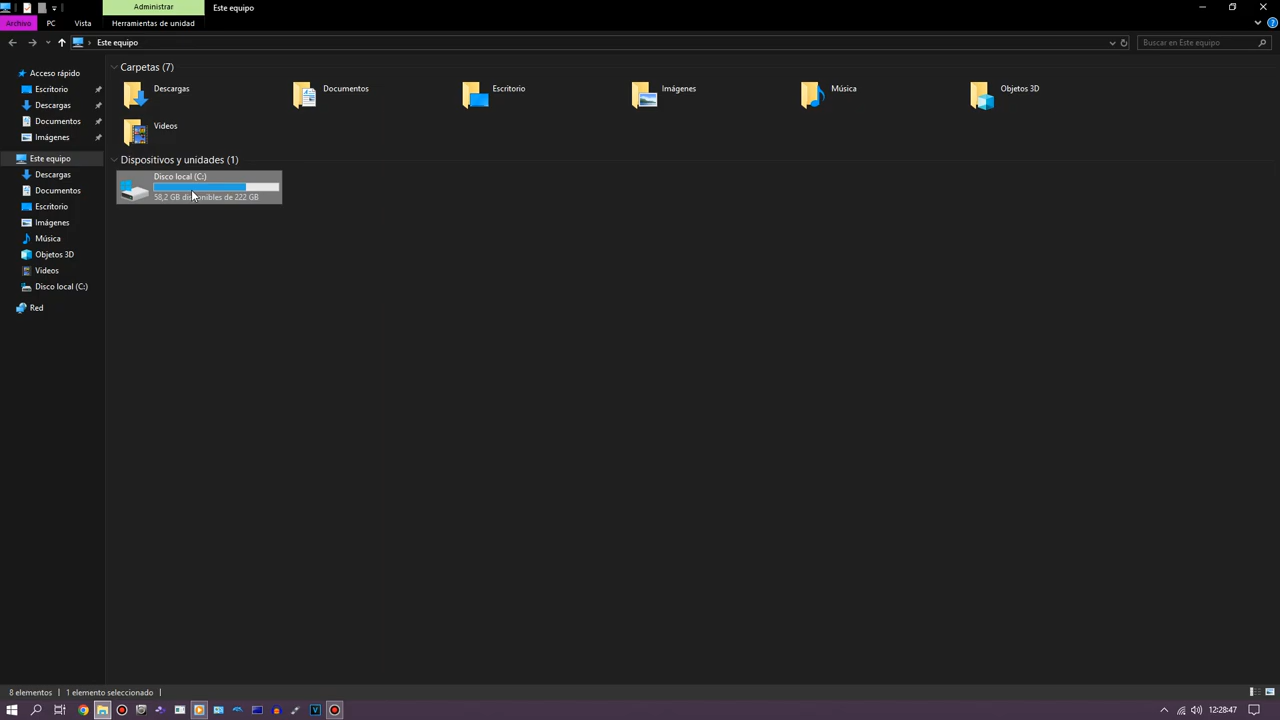 Administrar
Este equipo
Archivo
PC
Vista
Herramientas de unidad
Este equipo
Buscar en Este equipo
Acceso rápido
Escritorio
Descargas
Documentos
Imágenes
Este equipo
Descargas
Documentos
Escritorio
Imágenes
Música
Objetos 3D
Videos
Disco local (C:)
Red
Carpetas (7)
Descargas
Documentos
Escritorio
Imágenes
Música
Objetos 3D
Videos
Dispositivos y unidades (1)
Disco local (C:)
58,2 GB disponibles de 222 GB
8 elementos
1 elemento seleccionado
12:28:47